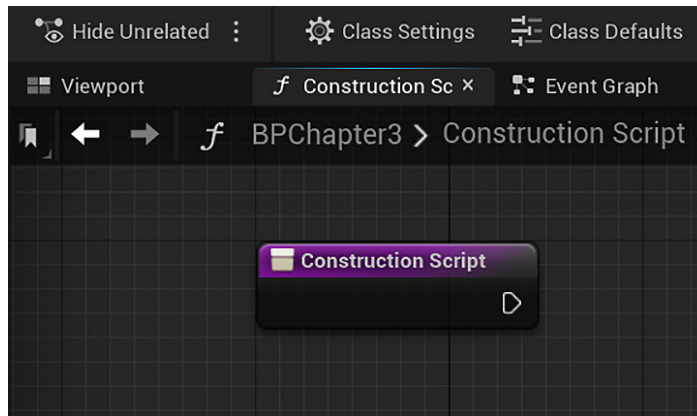 Hide Unrelated Class Settings Class Defaults
Viewport f Construction Sc × Event Graph
f BPChapter3 > Construction Script
Construction Script